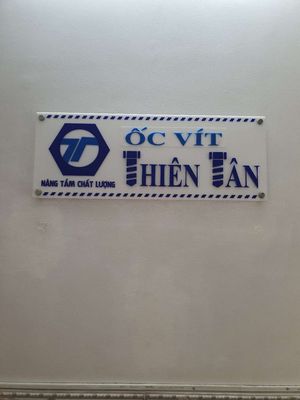 ỐC VÍT
THIÊN TÂN
NÂNG TẦM CHẤT LƯỢNG